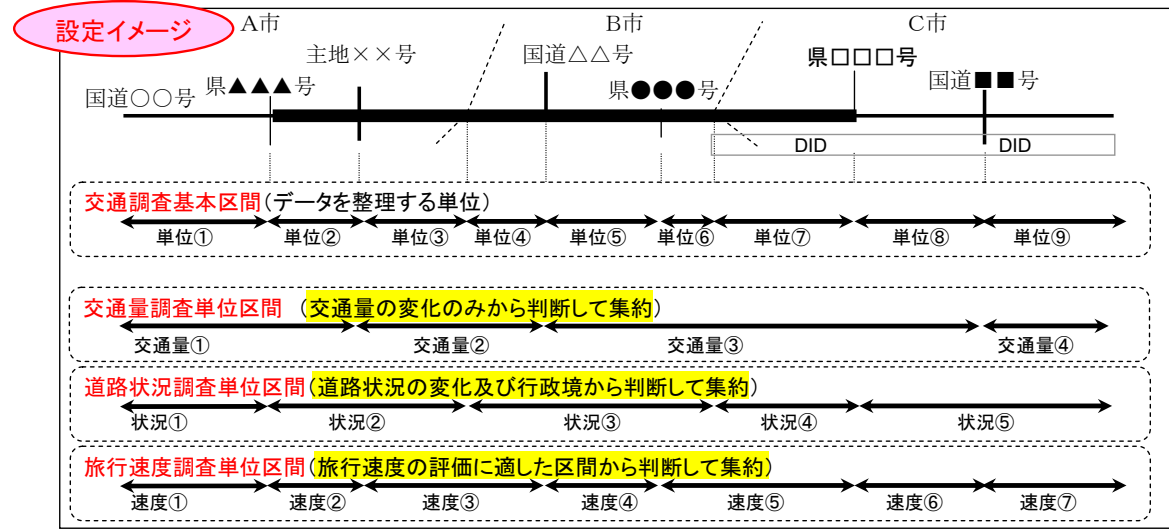 設定イメージ
A市
B市
C市
主地××号
国道△△号
県□□□号
国道■■号
国道○○号
県▲▲▲号
県●●●号
DID
DID
交通調査基本区間(データを整理する単位)
単位①
単位②
単位③
単位④
単位⑤
単位⑥
単位⑦
単位⑧
単位⑨
交通量調査単位区間 (交通量の変化のみから判断して集約)
交通量①
交通量②
交通量③
交通量④
道路状況調査単位区間(道路状況の変化及び行政境から判断して集約)
状況①
状況②
状況③
状況④
状況⑤
旅行速度調査単位区間(旅行速度の評価に適した区間から判断して集約)
速度①
速度②
速度③
速度④
速度⑤
速度⑥
速度⑦